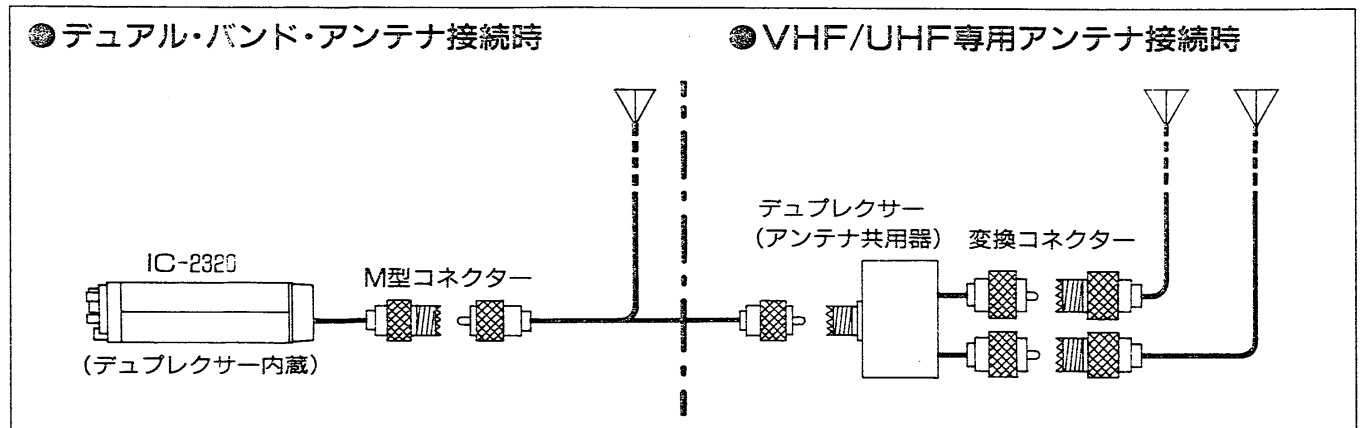 ●デュアル・バンド・アンテナ接続時
●VHF/UHF専用アンテナ接続時
デュプレクサー
(アンテナ共用器)
変換コネクター
IC-2320
M型コネクター
(デュプレクサー内蔵)